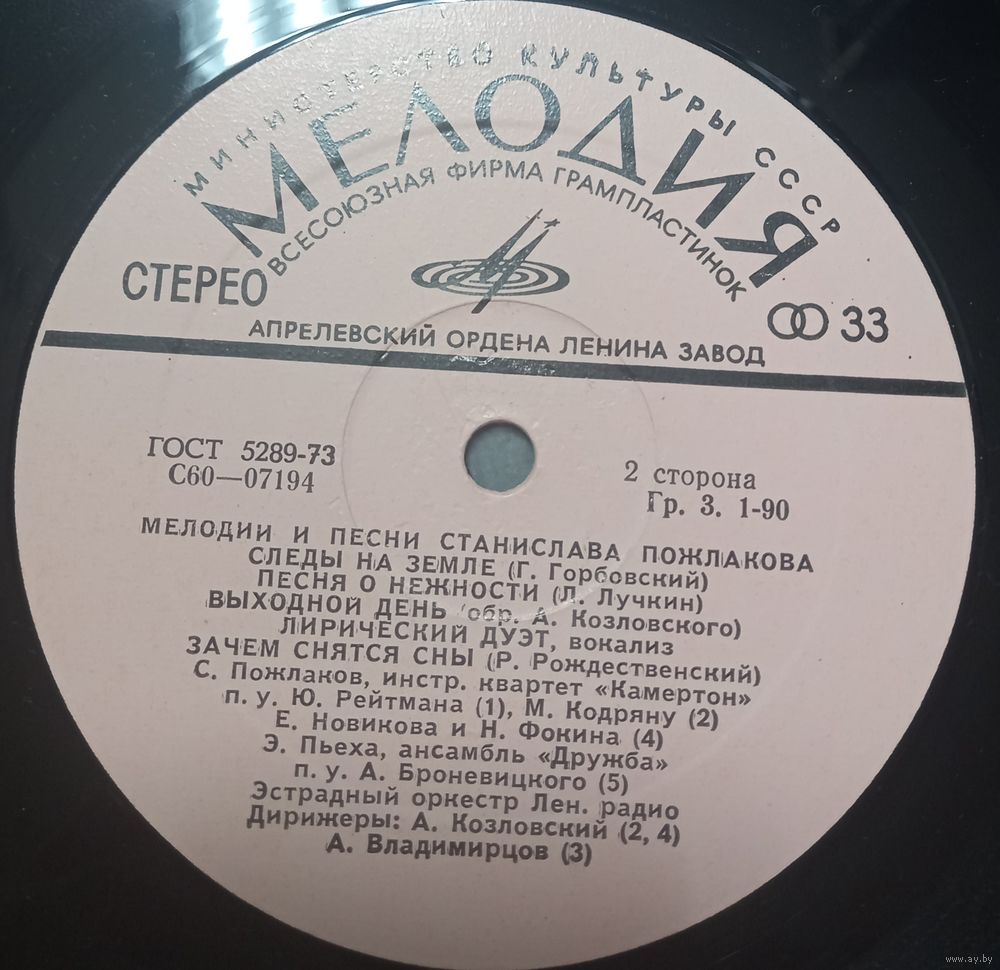 МИНИСТЕРСТВО КУЛЬТУРЫ СССР
МЕЛОДИЯ
ВСЕСОЮЗНАЯ ФИРМА ГРАМПЛАСТИНОК
СТЕРЕО
33
АПРЕЛЕВСКИЙ ОРДЕНА ЛЕНИНА ЗАВОД
ГОСТ 5289-73
С60—07194
2 сторона
Гр. 3. 1-90
МЕЛОДИИ И ПЕСНИ СТАНИСЛАВА ПОЖЛАКОВА
СЛЕДЫ НА ЗЕМЛЕ (Г. Горбовский)
ПЕСНЯ О НЕЖНОСТИ (Л. Лучкин)
ВЫХОДНОЙ ДЕНЬ (обр. А. Козловского)
ЛИРИЧЕСКИЙ ДУЭТ, вокализ
ЗАЧЕМ СНЯТСЯ СНЫ (Р. Рождественский)
С. Пожлаков, инстр. квартет «Камертон»
п. у. Ю. Рейтмана (1), М. Кодряну (2)
Е. Новикова и Н. Фокина (4)
Э. Пьеха, ансамбль «Дружба»
п. у. А. Броневицкого (5)
Эстрадный оркестр Лен. радио
Дирижеры: А. Козловский (2, 4)
А. Владимирцов (3)
www.ay.by